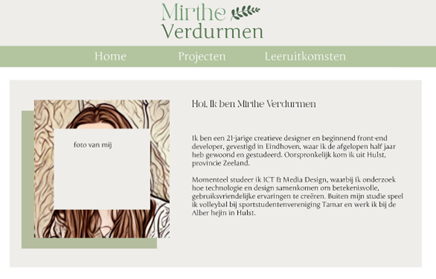 Mirthe
Verdurmen
Home Projecten Leeruitkomsten
Hoi, Ik ben Mirthe Verdurmen
foto van mij
Ik ben een 21-jarige creatieve designer en beginnend front-end
developer, gevestigd in Eindhoven, waar ik de afgelopen half jaar
heb gewoond en gestudeerd. Oorspronkelijk kom ik uit Hulst,
provincie Zeeland.
Momenteel studeer ik ICT & Media Design, waarbij ik onderzoek
hoe technologie en design samenkomen om betekenisvolle,
gebruiksvriendelijke ervaringen te creëren. Buiten mijn studie speel
ik volleybal bij sportstudentenvereniging Tamar en werk ik bij de
Alber hejin in Hulst.